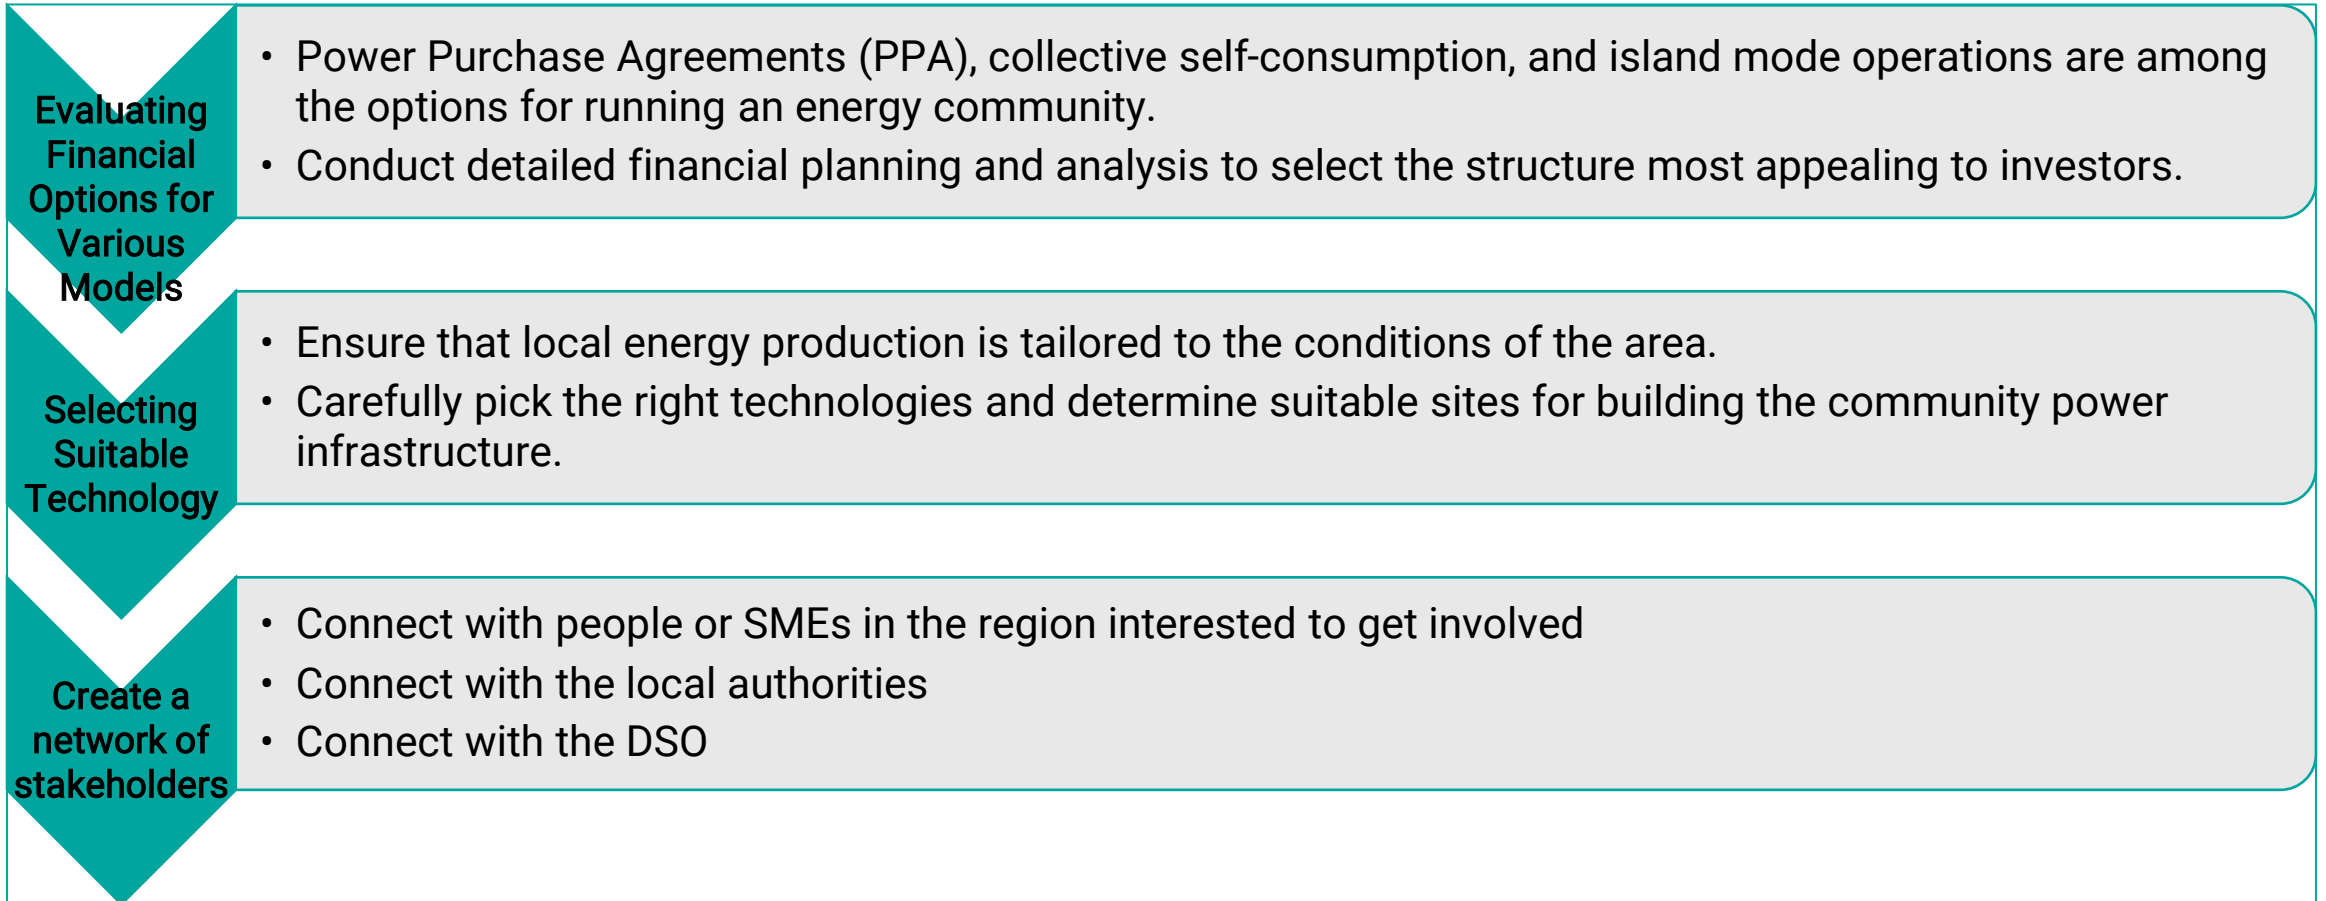 Evaluating
Financial
Options for
Various
Models
• Power Purchase Agreements (PPA), collective self-consumption, and island mode operations are among
the options for running an energy community.
• Conduct detailed financial planning and analysis to select the structure most appealing to investors.
Selecting
Suitable
Technology
• Ensure that local energy production is tailored to the conditions of the area.
• Carefully pick the right technologies and determine suitable sites for building the community power
infrastructure.
Create a
network of
stakeholders
• Connect with people or SMEs in the region interested to get involved
• Connect with the local authorities
• Connect with the DSO